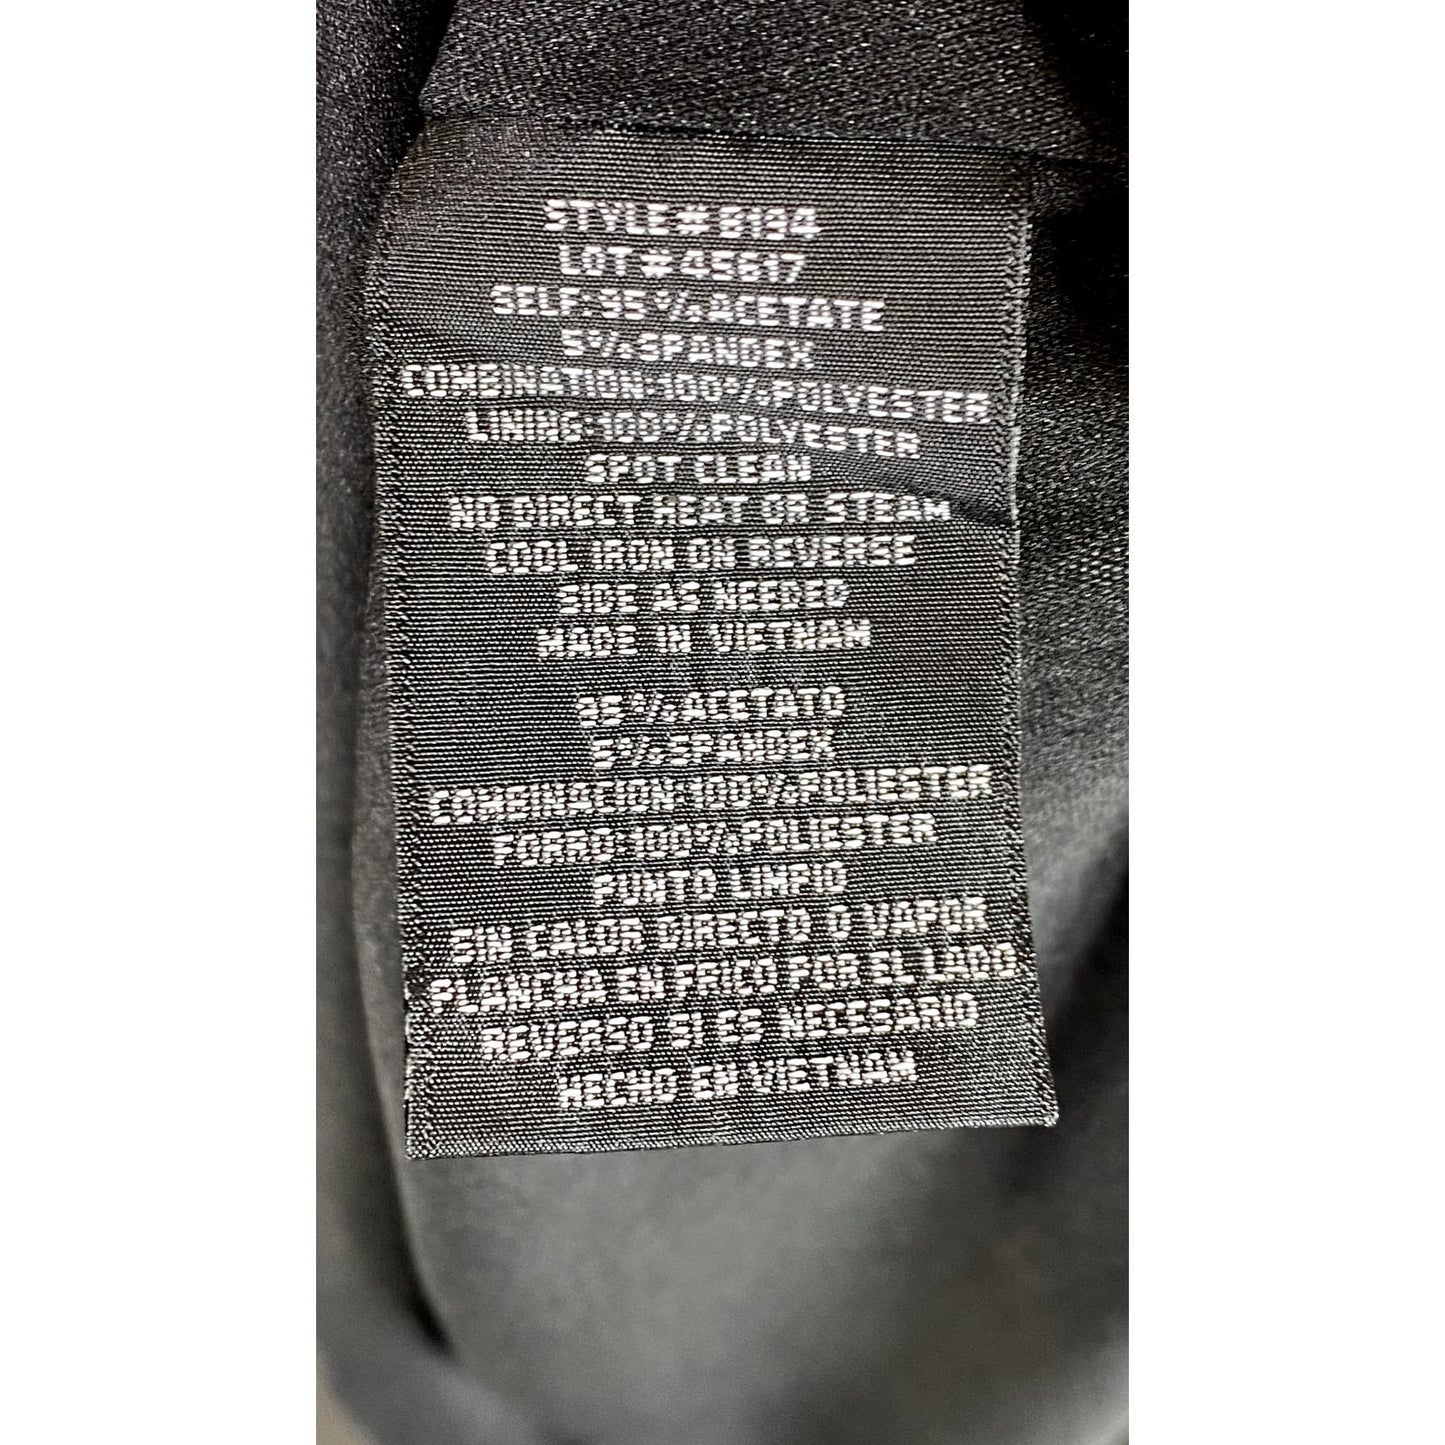 STYLE#8194
LOT#45617
SELF:95%ACETATE
5%SPANDEX
COMBINATION:100%POLYESTER
LINING:100%POLYESTER
SPOT CLEAN
NO DIRECT HEAT OR STEAM
COOL IRON ON REVERSE
SIDE AS NEEDED
MADE IN VIETNAM
95%ACETATO
5%SPANDEX
COMBINACION:100%POLIESTER
FORRO:100%POLIESTER
PUNTO LIMPIO
SIN CALOR DIRECTO O VAPOR
PLANCHA EN FRICO POR EL LADO
REVERSO SI ES NECESARIO
HECHO EN VIETNAM